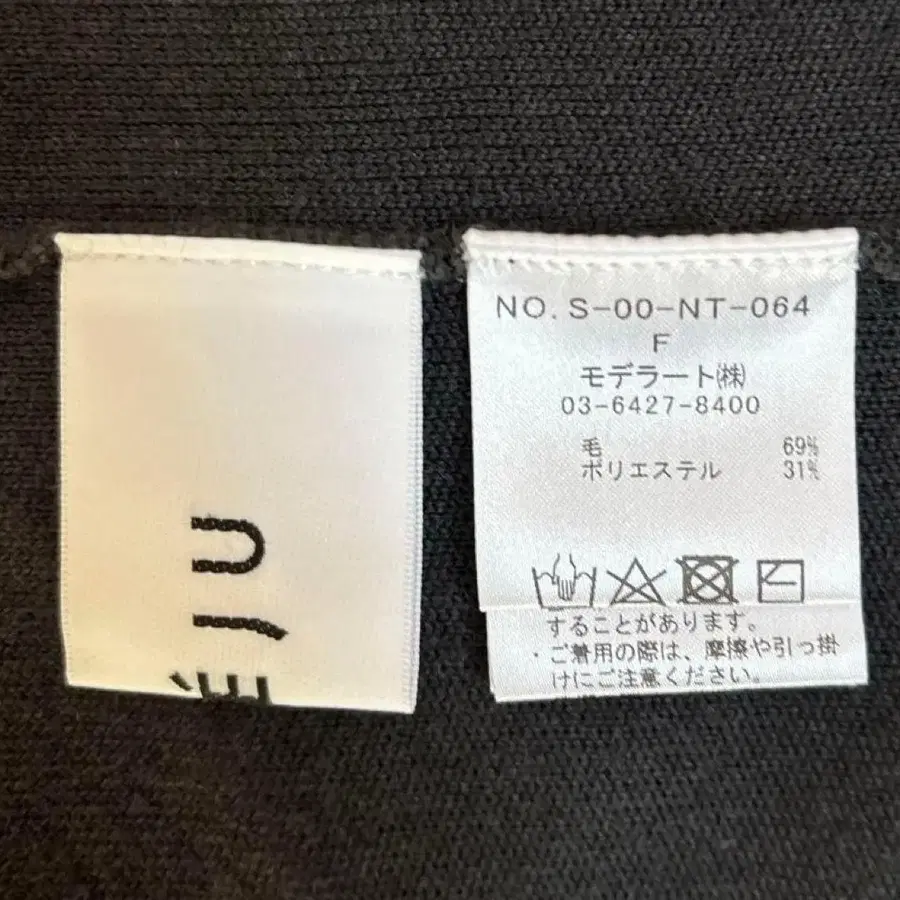 NO. S-00-NT-064
F
モデラート㈱
03-6427-8400
毛 69%
ポリエステル 31%
することがあります。
・ご着用の際は、摩擦や引っ掛
けにご注意ください。